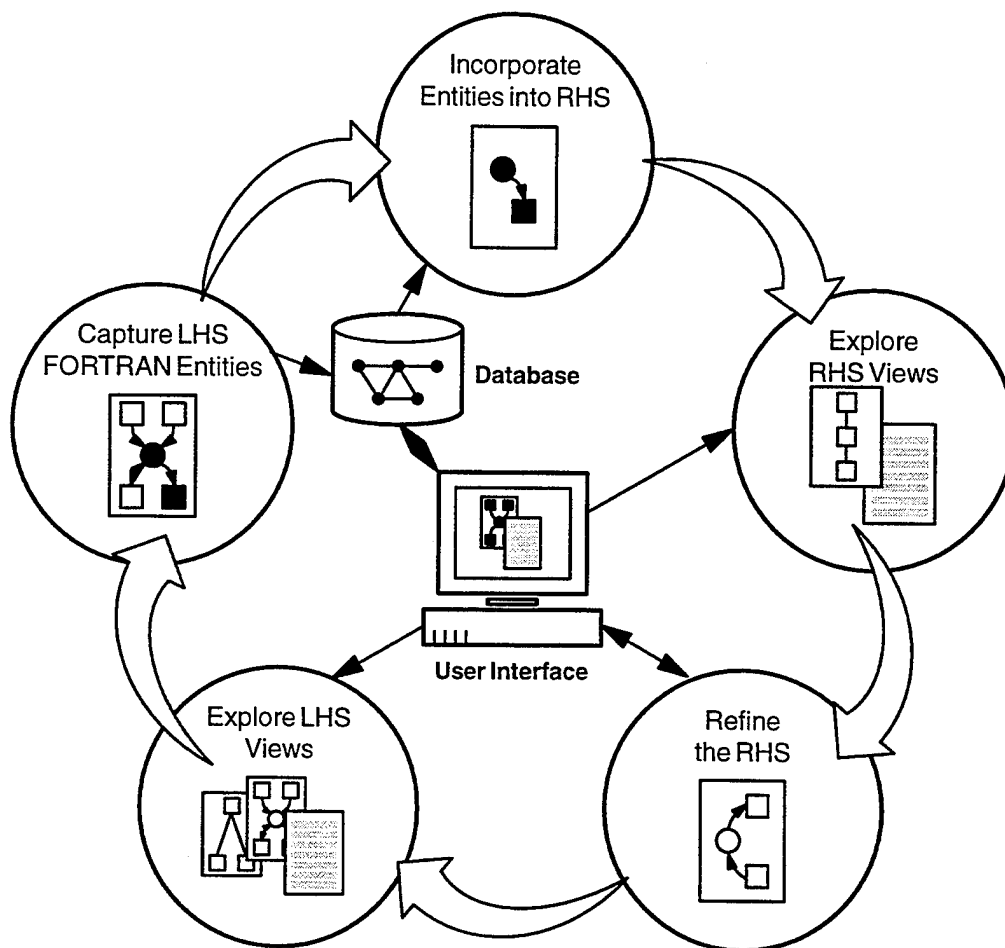 Incorporate
Entities into RHS
Capture LHS
FORTRAN Entities
Explore
RHS Views
Database
User Interface
Explore LHS
Views
Refine
the RHS